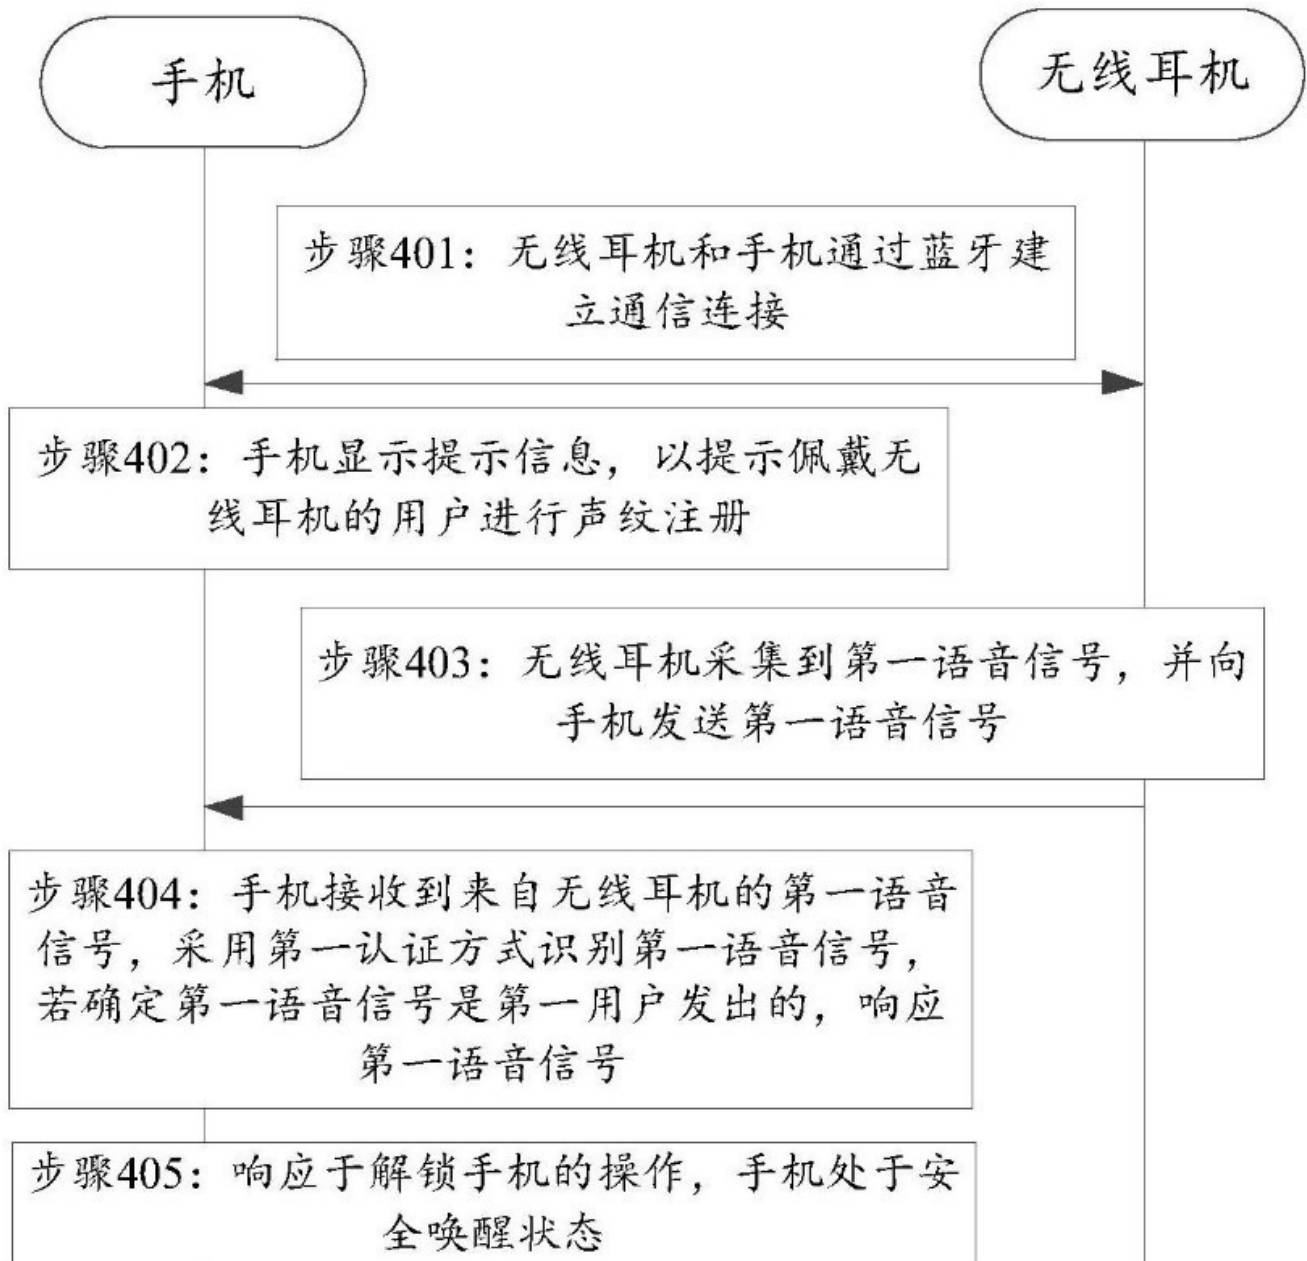 手机
无线耳机
步骤401：无线耳机和手机通过蓝牙建
立通信连接
步骤402：手机显示提示信息，以提示佩戴无
线耳机的用户进行声纹注册
步骤403：无线耳机采集到第一语音信号，并向
手机发送第一语音信号
步骤404：手机接收到来自无线耳机的第一语音
信号，采用第一认证方式识别第一语音信号，
若确定第一语音信号是第一用户发出的，响应
第一语音信号
步骤405：响应于解锁手机的操作，手机处于安
全唤醒状态